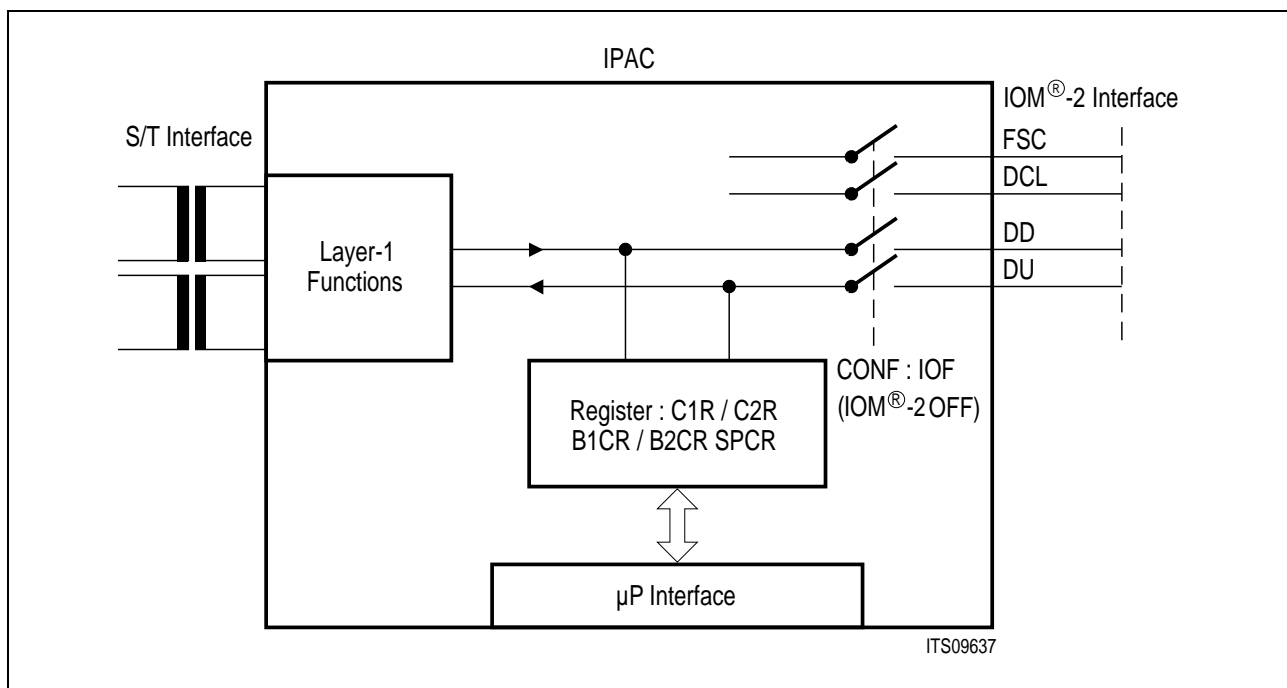 IPAC
IOM®-2 Interface
S/T Interface
FSC
DCL
DD
DU
Layer-1
Functions
CONF : IOF
(IOM®-2 OFF)
Register : C1R / C2R
B1CR / B2CR SPCR
µP Interface
ITS09637